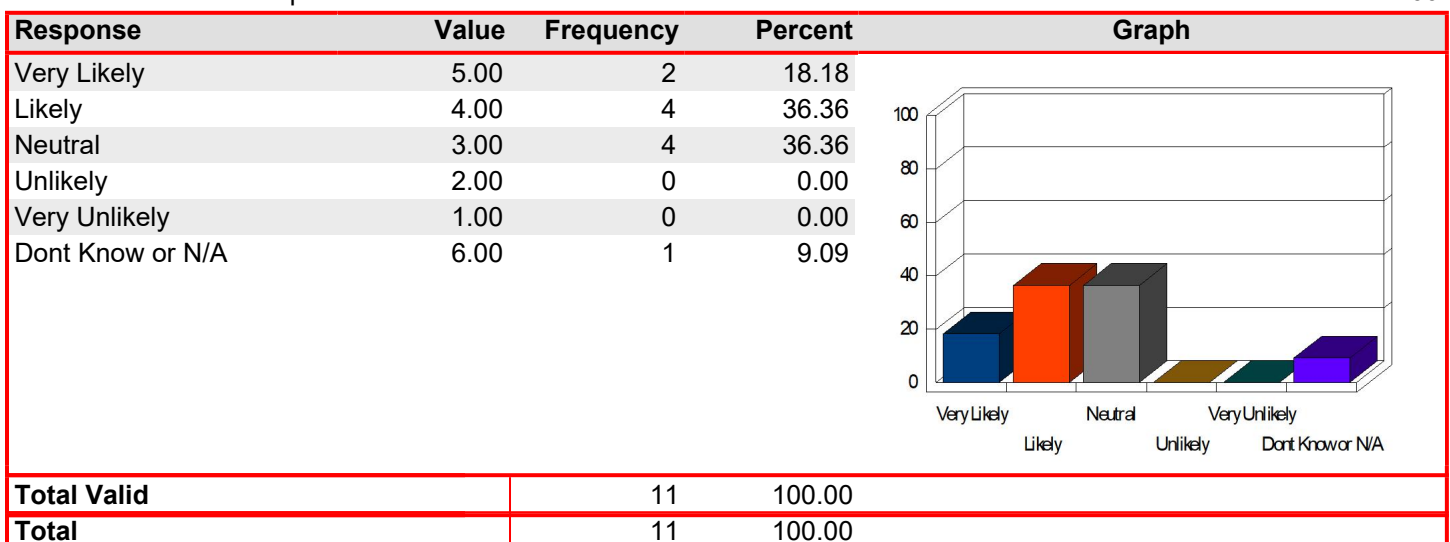 Response Value Frequency Percent Graph
Very Likely 5.00 2 18.18
Likely 4.00 4 36.36
Neutral 3.00 4 36.36
Unlikely 2.00 0 0.00
Very Unlikely 1.00 0 0.00
Dont Know or N/A 6.00 1 9.09
100
80
60
40
20
0
Very Likely Neutral Very Unlikely
Likely Unlikely Dont Know or N/A
Total Valid 11 100.00
Total 11 100.00